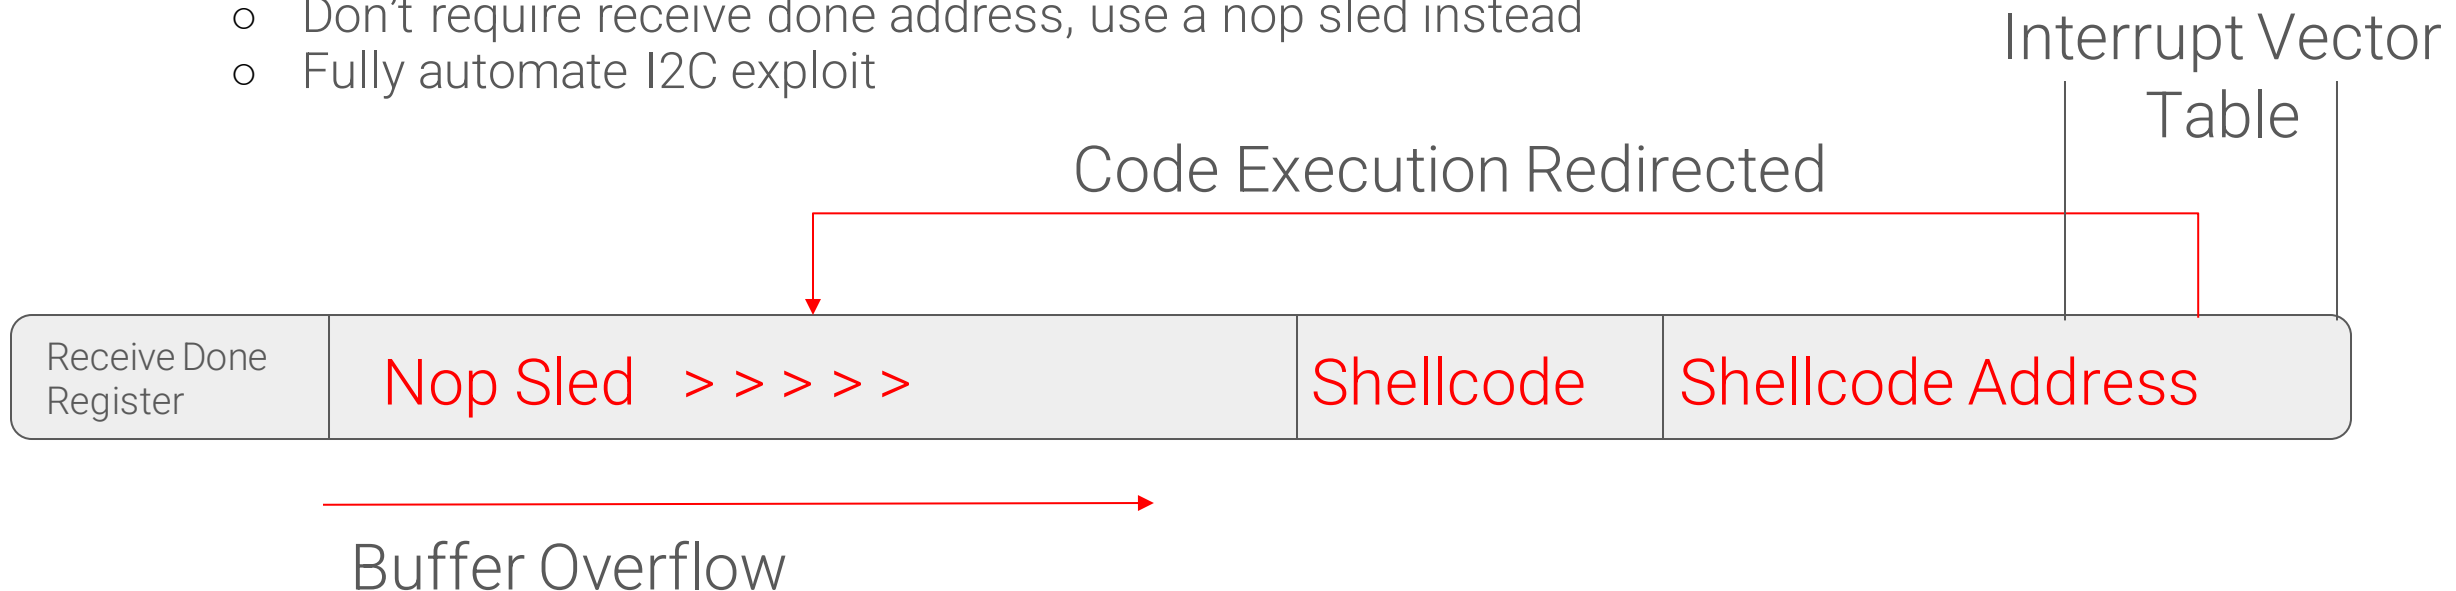 ○ Don't require receive done address, use a nop sled instead
○ Fully automate I2C exploit
Interrupt Vector
Table
Code Execution Redirected
Receive Done
Register
Nop Sled > > > > >
Shellcode
Shellcode Address
Buffer Overflow